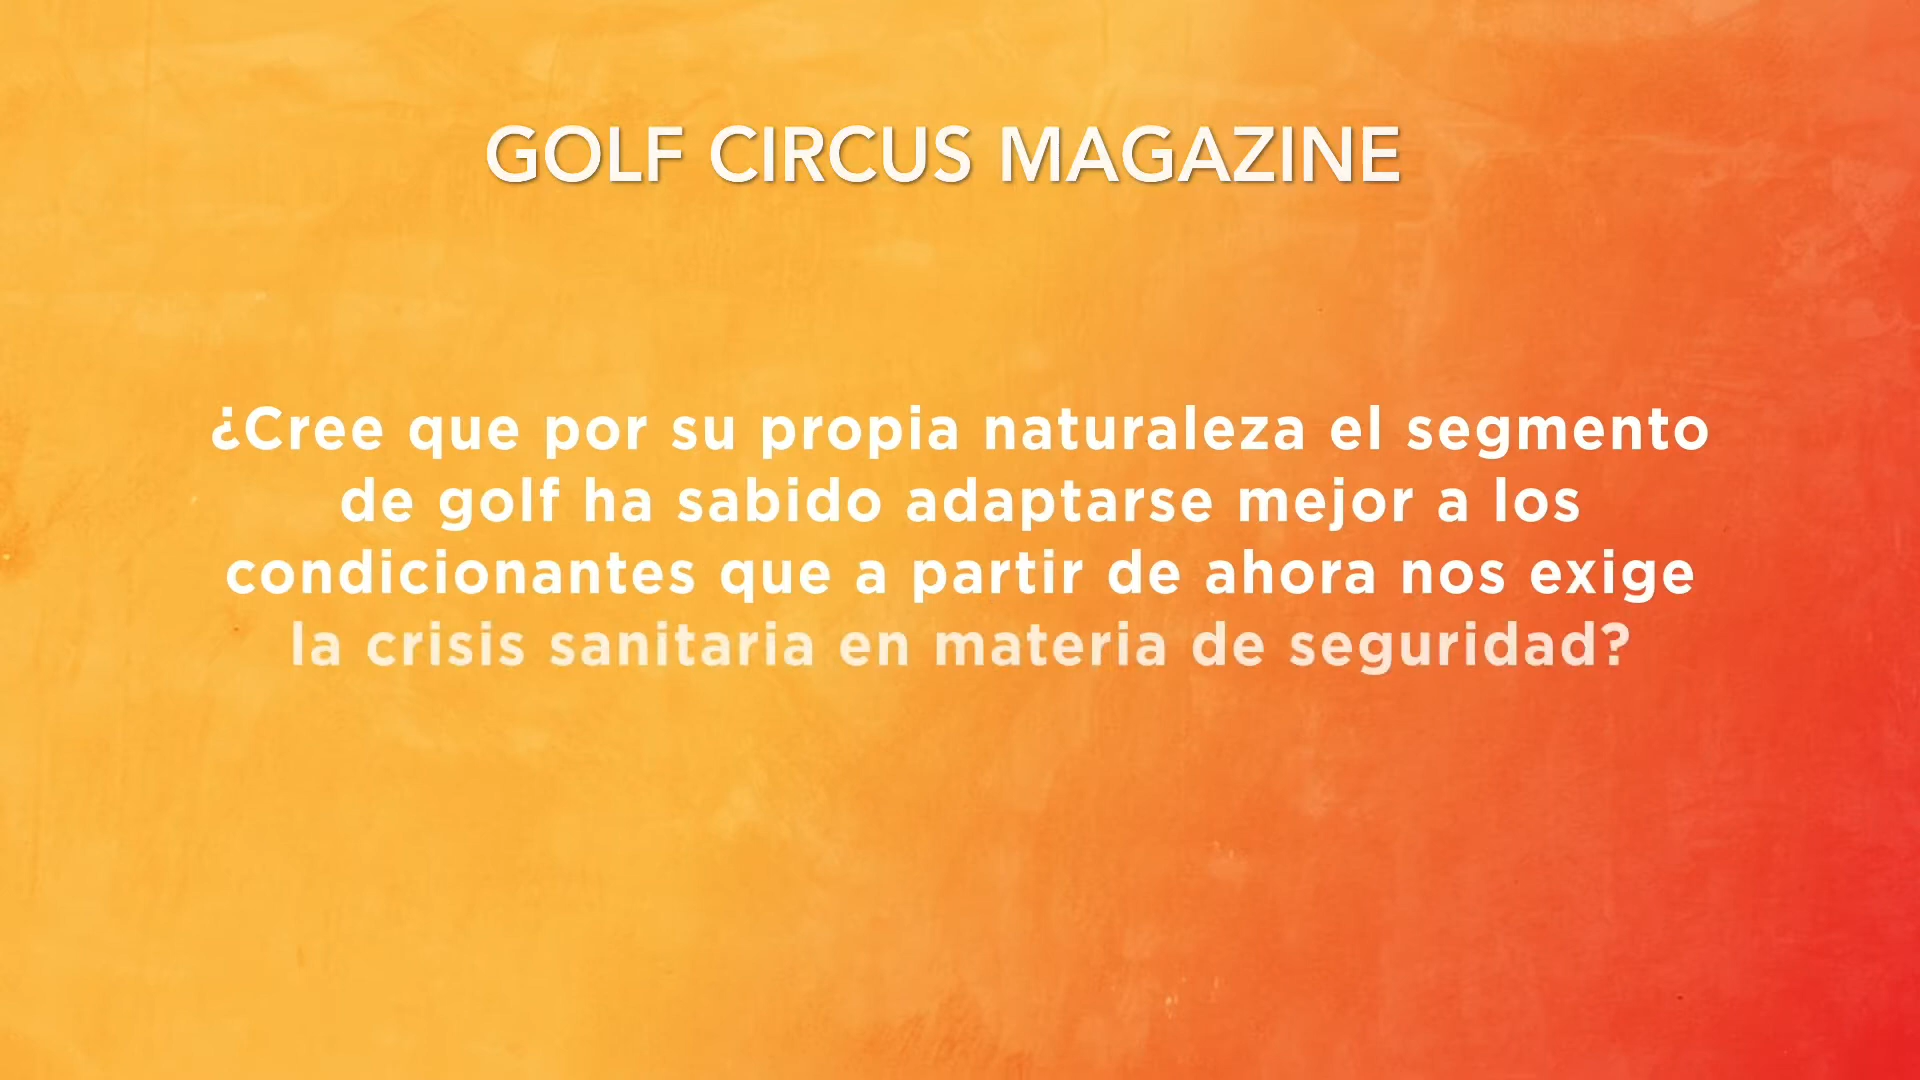 GOLF CIRCUS MAGAZINE
¿Cree que por su propia naturaleza el segmento
de golf ha sabido adaptarse mejor a los
condicionantes que a partir de ahora nos exige
la crisis sanitaria en materia de seguridad?